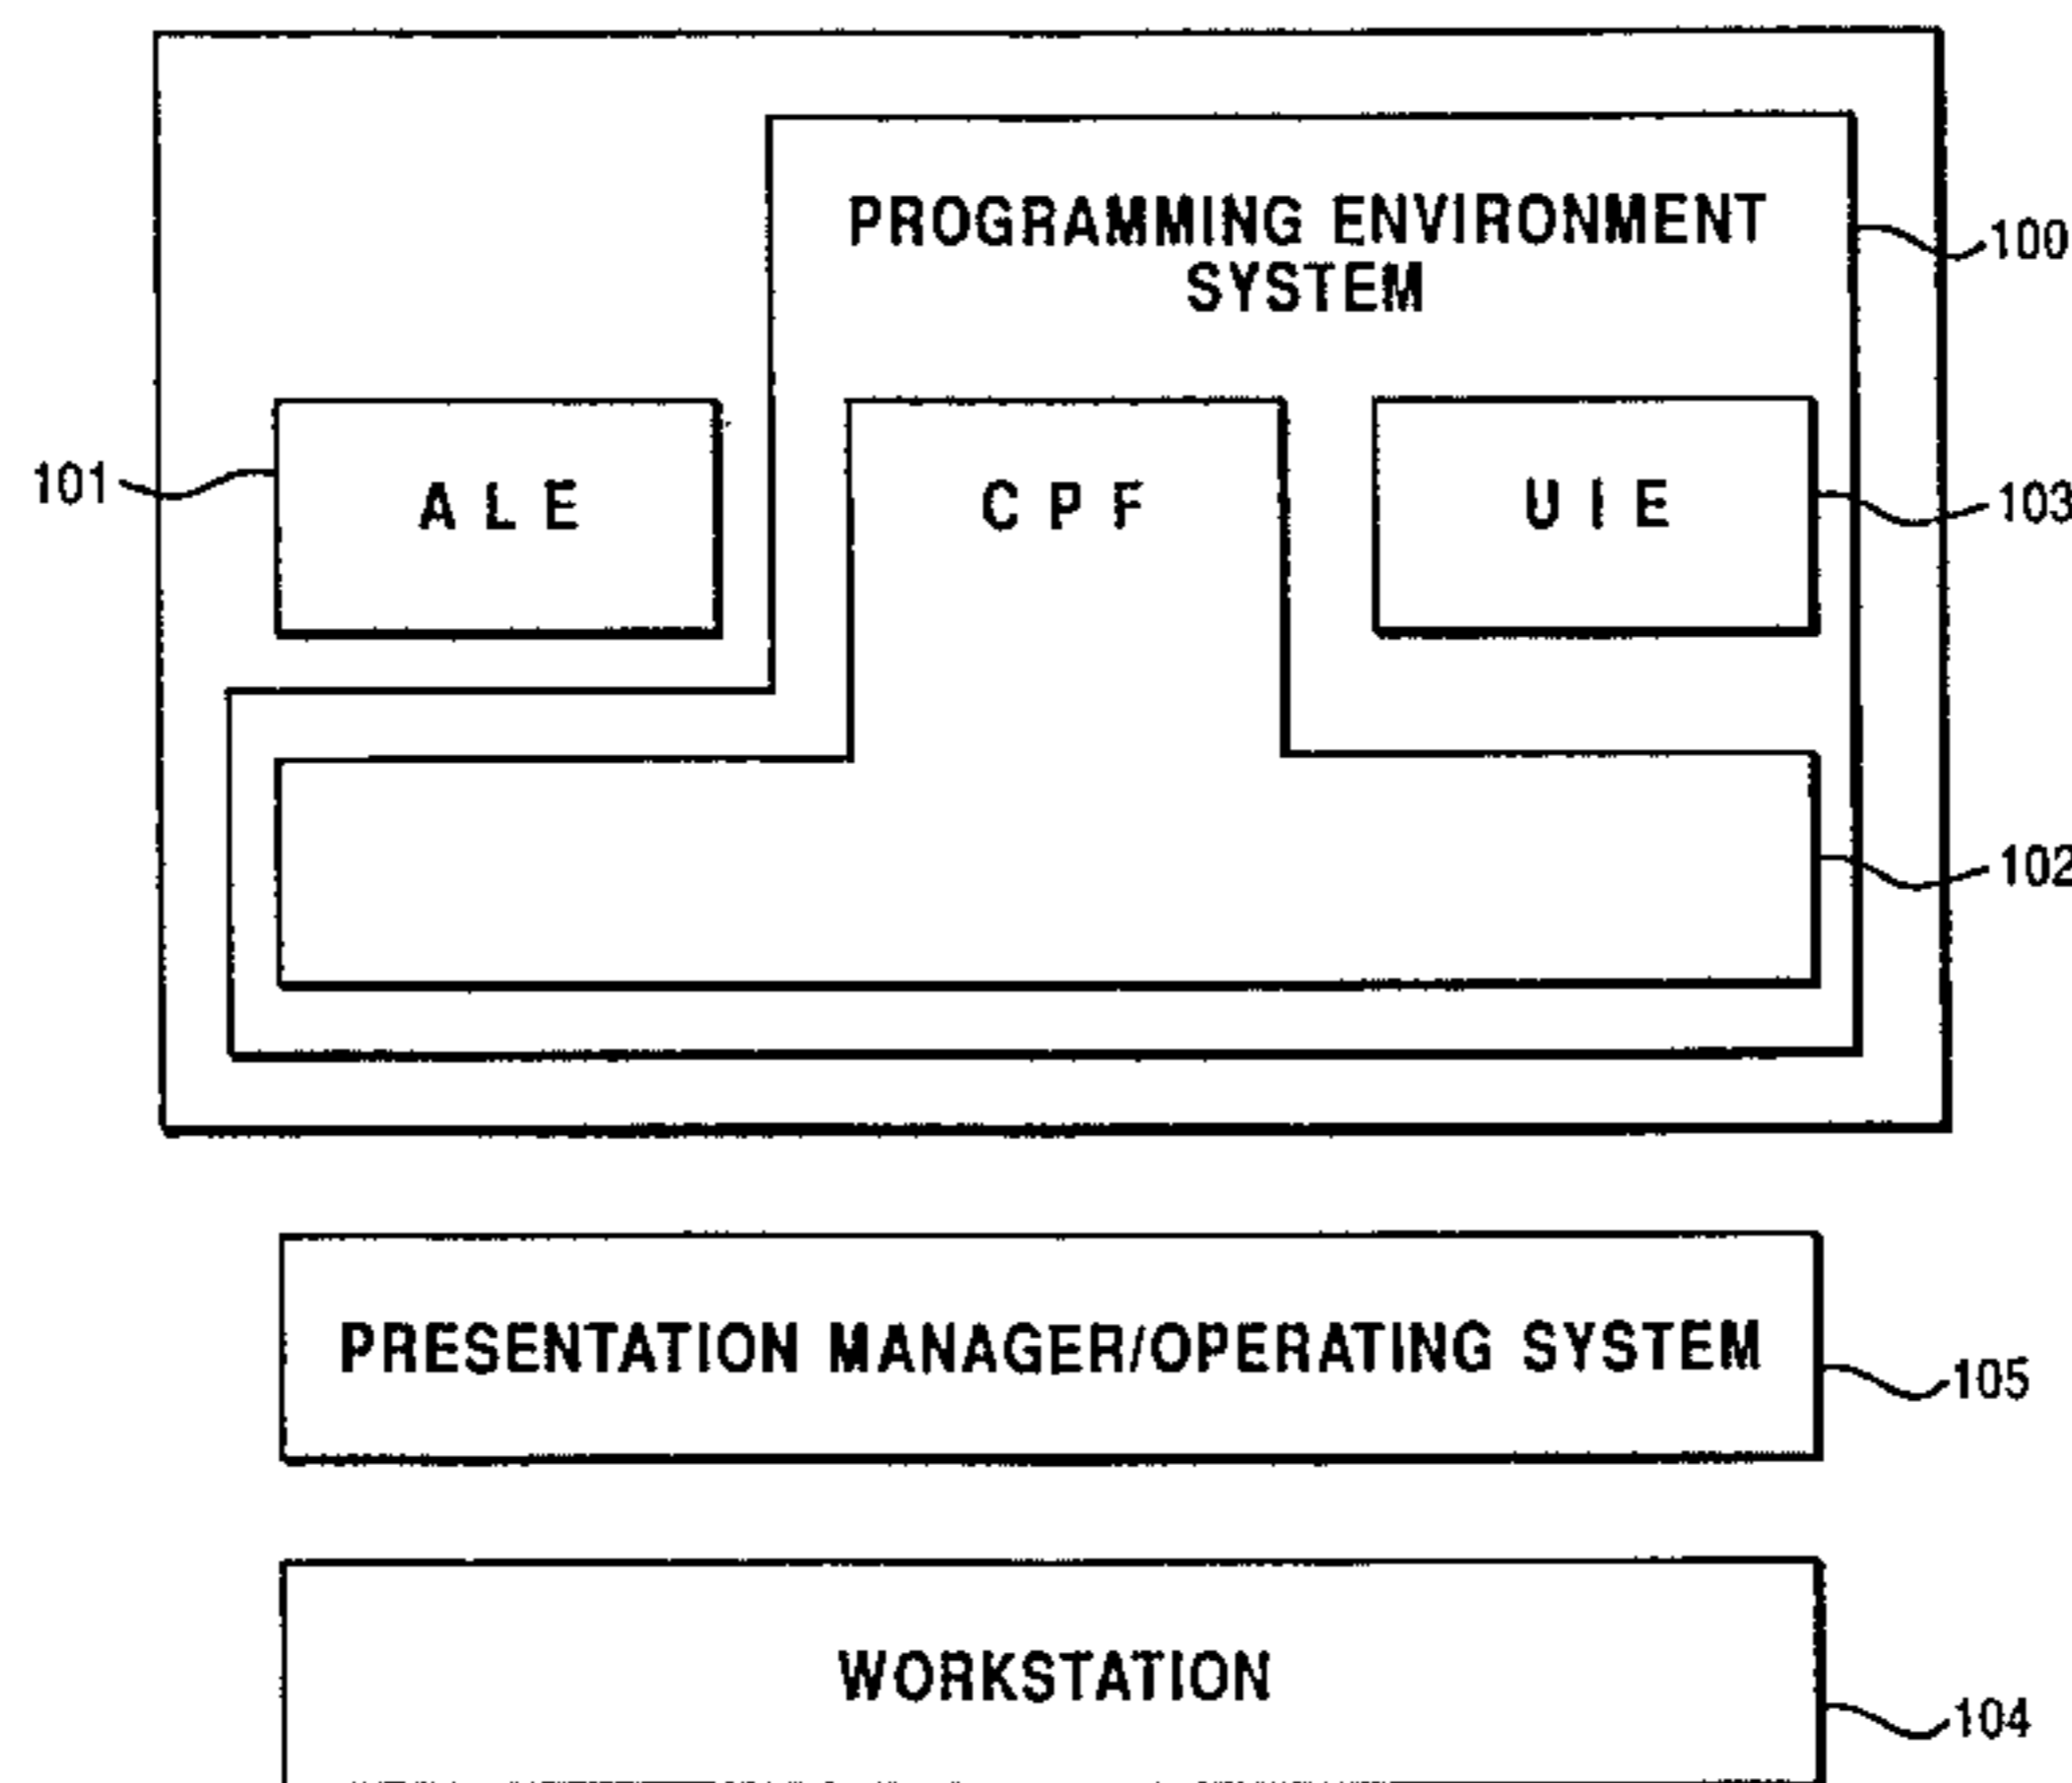 PROGRAMMING ENVIRONMENT
SYSTEM
100
101
A L E
C P F
U I E
103
102
PRESENTATION MANAGER/OPERATING SYSTEM
105
WORKSTATION
104